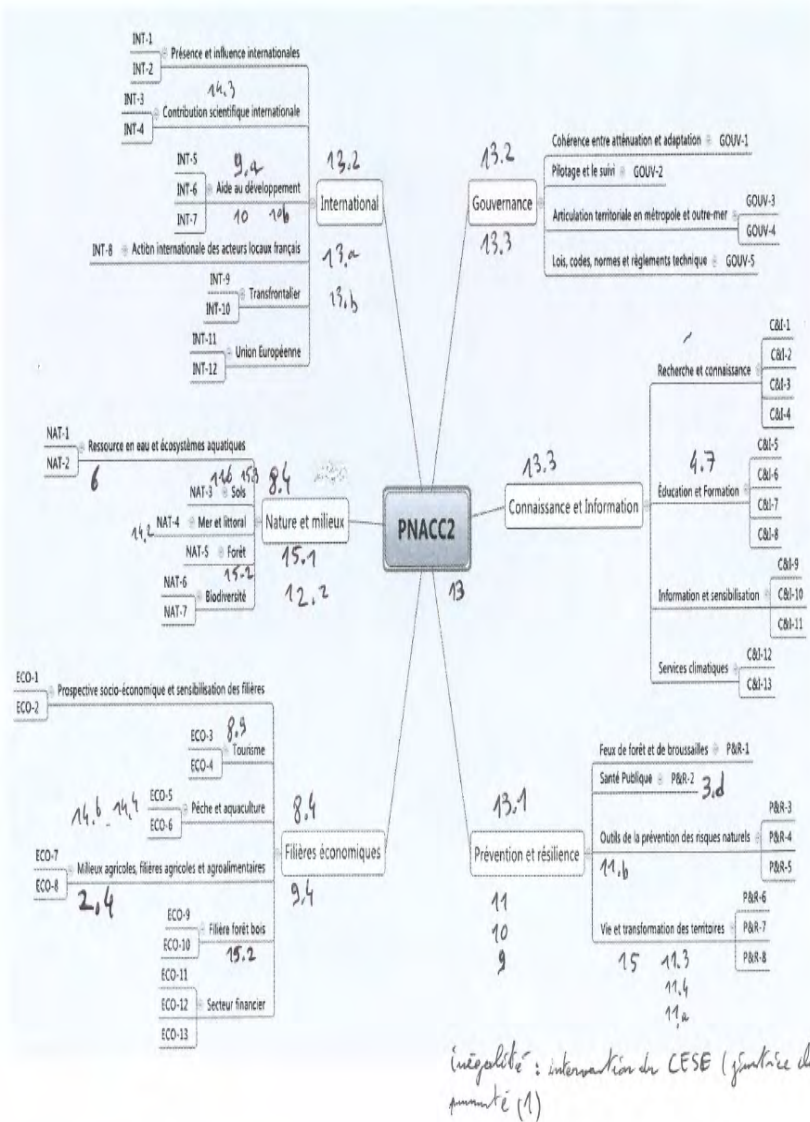 INT-1
Présence et influence internationales
INT-2
14.3
INT-3
Contribution scientifique internationale
INT-4
INT-5
9.a
INT-6
Aide au développement
INT-7
10 10b
INT-8 Action internationale des acteurs locaux français
INT-9
Transfrontalier
INT-10
INT-11
Union Européenne
INT-12
13.2
International
13.a
13.b
13.2
Gouvernance
13.3
Cohérence entre atténuation et adaptation GOUV-1
Pilotage et le suivi GOUV-2
Articulation territoriale en métropole et outre-mer
GOUV-3
GOUV-4
Lois, codes, normes et règlements technique GOUV-5
NAT-1
Ressource en eau et écosystèmes aquatiques
NAT-2
6
15.3
NAT-3 Sols
14.2
NAT-4 Mer et littoral
NAT-5 Forêt
15.2
NAT-6
Biodiversité
NAT-7
8.4
Nature et milieu
15.1
12.2
PNACC2
13
13.3
Connaissance et Information
Recherche et connaissance
C&I-1
C&I-2
C&I-3
C&I-4
4.7
Éducation et Formation
C&I-5
C&I-6
C&I-7
C&I-8
Information et sensibilisation
C&I-9
C&I-10
C&I-11
Services climatiques
C&I-12
C&I-13
ECO-1
Prospective socio-économique et sensibilisation des filières
ECO-2
8.9
ECO-3
Tourisme
ECO-4
14.b - 14.4
ECO-5
Pêche et aquaculture
ECO-6
ECO-7
Milieux agricoles, filières agricoles et agroalimentaires
ECO-8
2,4
ECO-9
Filière forêt bois
ECO-10
15.2
ECO-11
ECO-12 Secteur financier
ECO-13
8.4
Filières économiques
9.4
13.1
Prévention et résilience
11
10
9
Feux de forêt et de broussailles P&R-1
Santé Publique P&R-2
3.d
Outils de la prévention des risques naturels
11.b
P&R-3
P&R-4
P&R-5
Vie et transformation des territoires
P&R-6
P&R-7
P&R-8
15 11.3
11.4
11.a
inégalité : intervention du CESE (justice
(1)